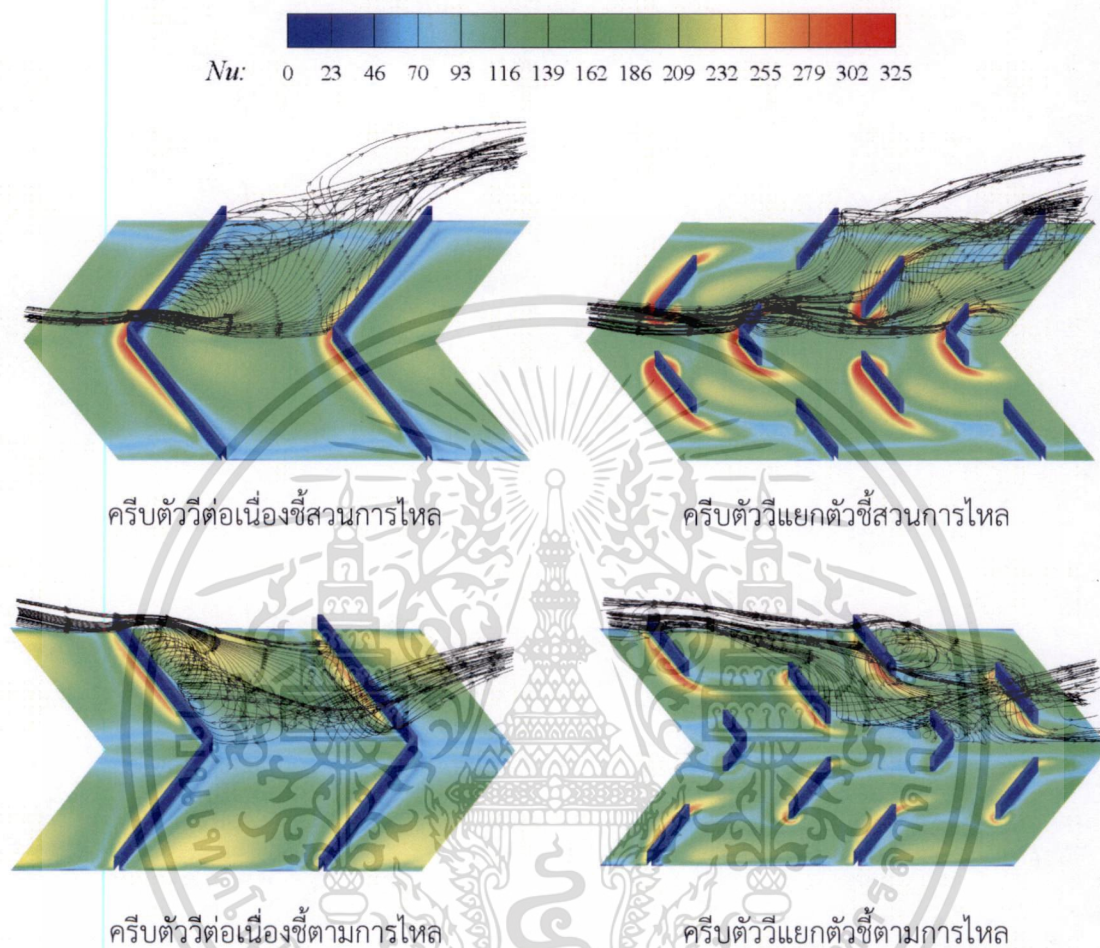 Nu: 0 23 46 70 93 116 139 162 186 209 232 255 279 302 325
ครีบตัววีต่อเนื่องชี้สวนการไหล
ครีบตัววีแยกตัวชี้สวนการไหล
ครีบตัววีต่อเนื่องชี้ตามการไหล
ครีบตัววีแยกตัวชี้ตามการไหล